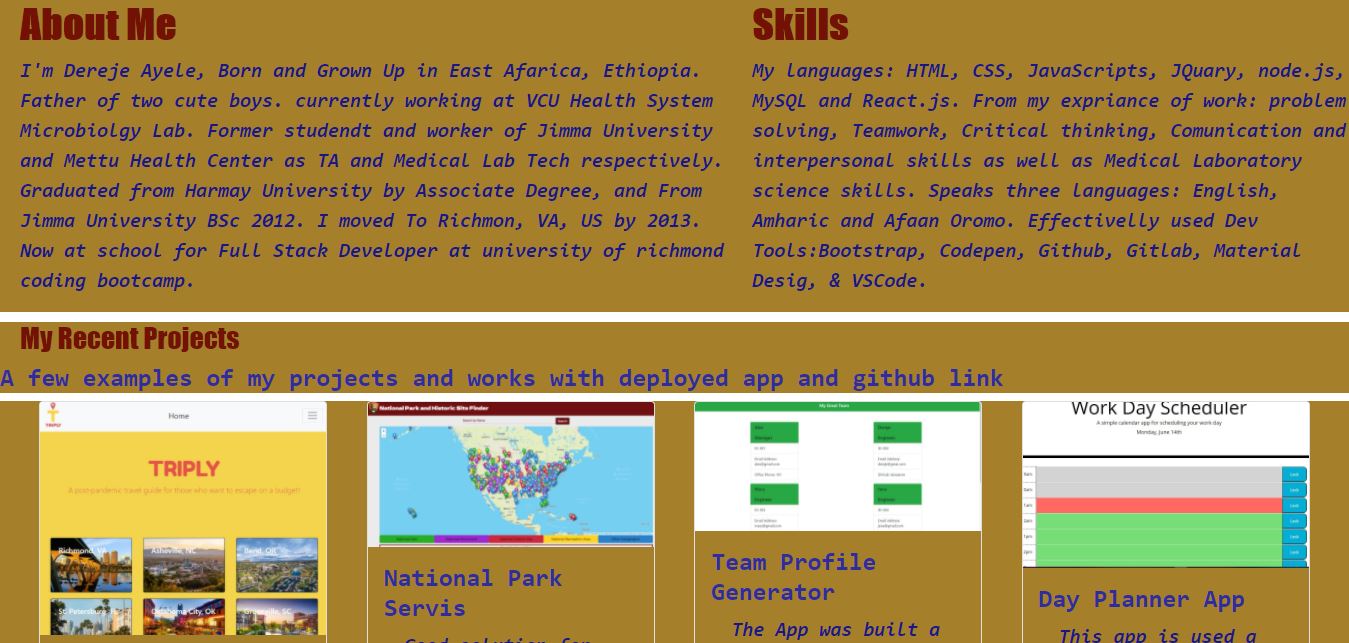 About Me
I'm Dereje Ayele, Born and Grown Up in East Afarica, Ethiopia.
Father of two cute boys. currently working at VCU Health System
Microbiolgy Lab. Former studendt and worker of Jimma University
and Mettu Health Center as TA and Medical Lab Tech respectively.
Graduated from Harmay University by Associate Degree, and From
Jimma University BSc 2012. I moved To Richmon, VA, US by 2013.
Now at school for Full Stack Developer at university of richmond
coding bootcamp.
Skills
My languages: HTML, CSS, JavaScripts, JQuary, node.js,
MySQL and React.js. From my expriance of work: problem
solving, Teamwork, Critical thinking, Comunication and
interpersonal skills as well as Medical Laboratory
science skills. Speaks three languages: English,
Amharic and Afaan Oromo. Effectivelly used Dev
Tools:Bootstrap, Codepen, Github, Gitlab, Material
Desig, & VSCode.
My Recent Projects
A few examples of my projects and works with deployed app and github link
TRIPLY
Home
TRIPLY
A post-pandemic travel guide for those who want to escape on a budget!
Richmond, VA
Asheville, NC
Bend, OR
St. Petersburg, FL
Oklahoma City, OK
Greenville, SC
National Park and Historic Site Finder
National Park
Servis
Good solution for
My Great Team
Team Profile
Generator
The App was built a
Work Day Scheduler
A simple calendar app for scheduling your work day
Monday, June 14th
Day Planner App
This app is used a